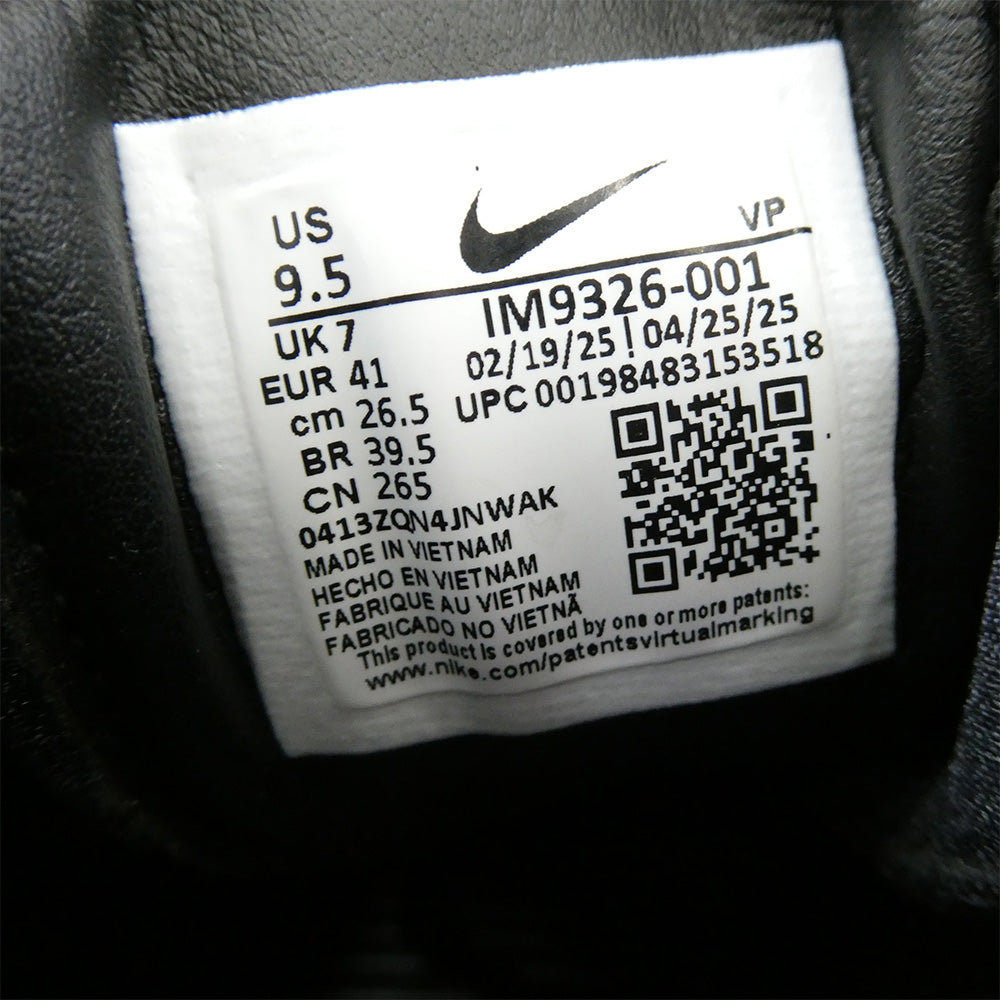 US
9.5
VP
UK 7
IM9326-001
EUR 41
02/19/25 | 04/25/25
cm 26.5
UPC 00198483153518
BR 39.5
CN 265
0413ZQN4JNWAK
MADE IN VIETNAM
HECHO EN VIETNAM
FABRIQUE AU VIETNAM
FABRICADO NO VIETNÃ
This product is covered by one or more patents:
www.nike.com/patentsvirtualmarking